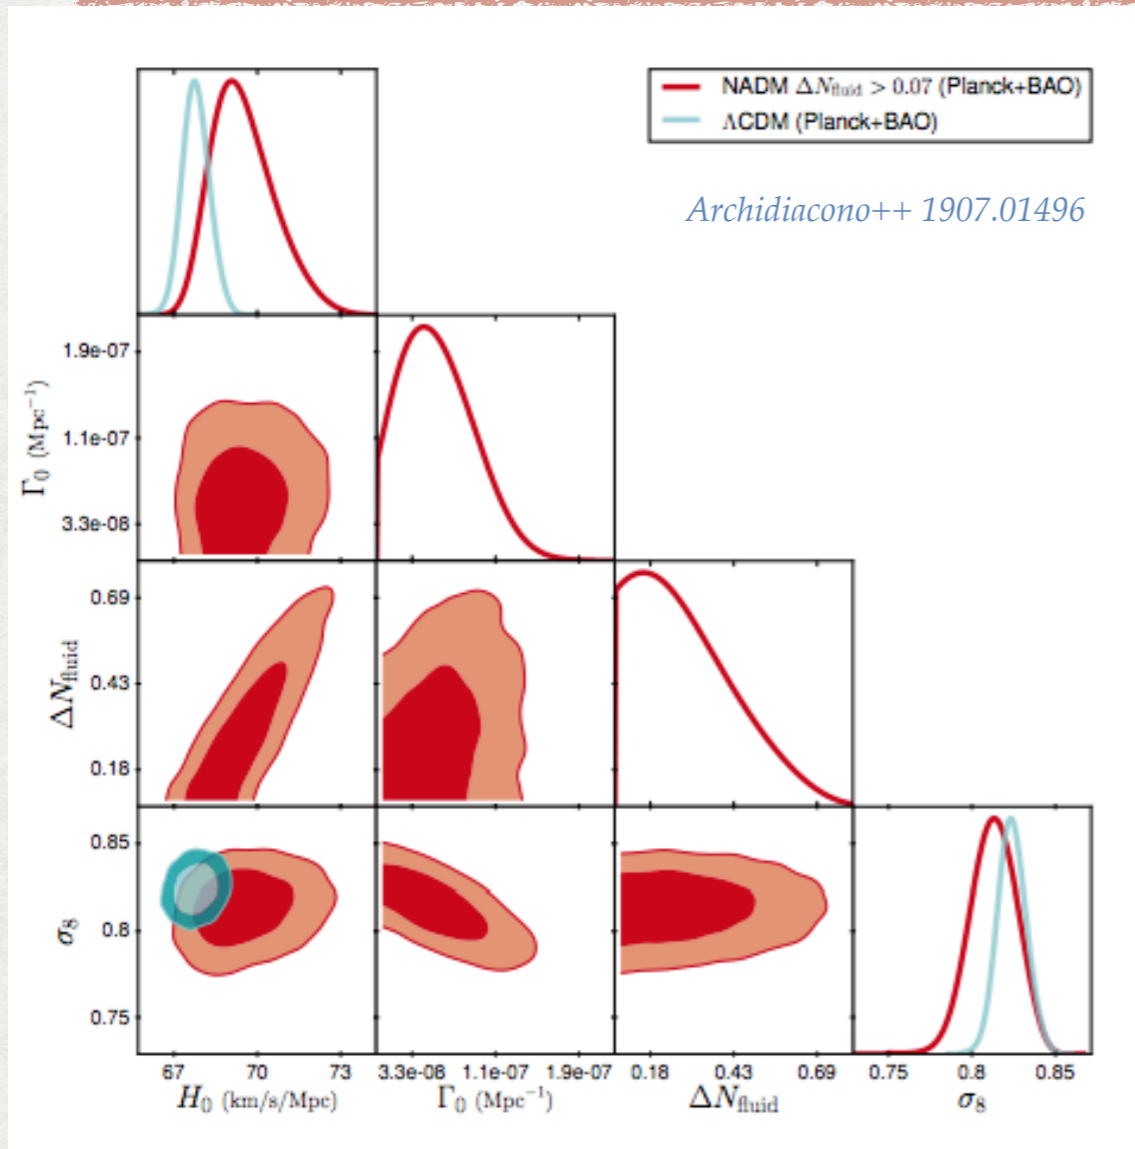 NADM ΔN_fluid > 0.07 (Planck+BAO)
ΛCDM (Planck+BAO)
Archidiacono++ 1907.01496
1.9e-07
1.1e-07
3.3e-08
Γ₀ (Mpc⁻¹)
0.69
0.43
0.18
ΔN_fluid
0.85
0.8
0.75
σ₈
67 70 73 3.3e-08 1.1e-07 1.9e-07 0.18 0.43 0.69 0.75 0.8 0.85
H₀ (km/s/Mpc) Γ₀ (Mpc⁻¹) ΔN_fluid σ₈